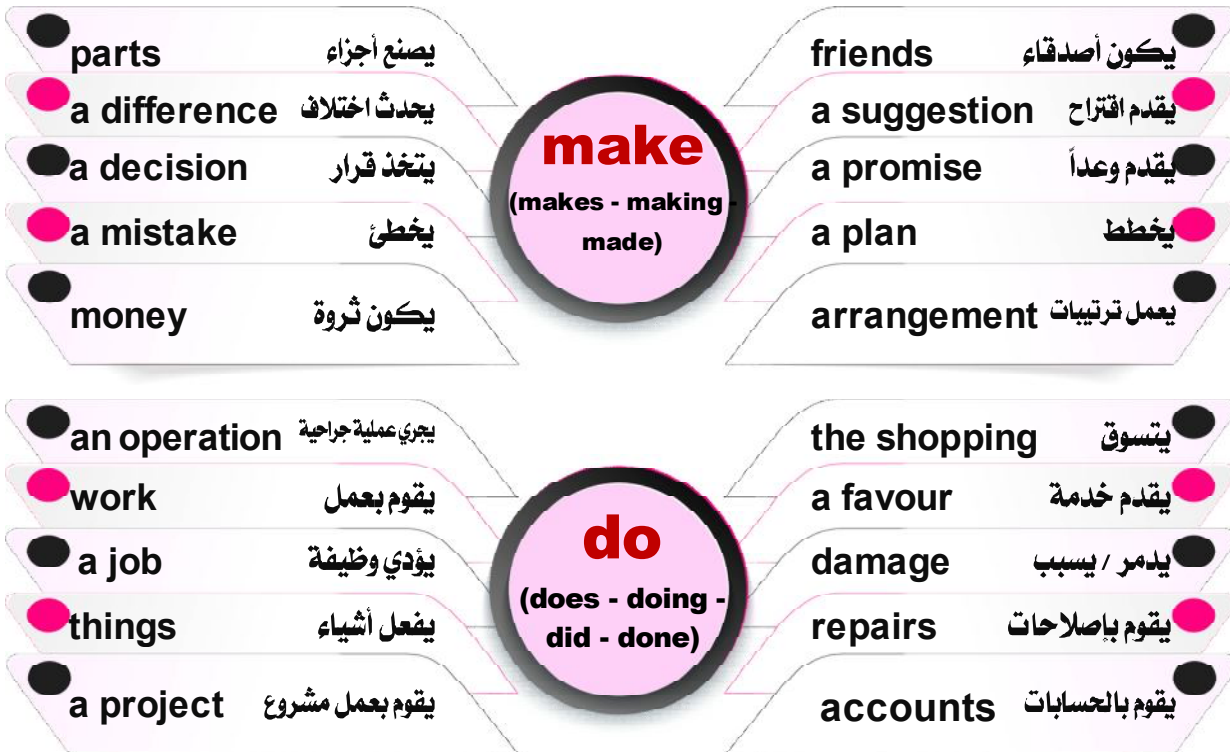 parts يصنع أجزاء
a difference يحدث اختلاف
a decision يتخذ قرار
a mistake يخطئ
money يكون ثروة
make
(makes - making -
made)
friends يكون أصدقاء
a suggestion يقدم اقتراح
a promise يقدم وعداً
a plan يخطط
arrangement يعمل ترتيبات
an operation يجري عملية جراحية
work يقوم بعمل
a job يؤدي وظيفة
things يفعل أشياء
a project يقوم بعمل مشروع
do
(does - doing -
did - done)
the shopping يتسوق
a favour يقدم خدمة
damage يدمر / يسبب
repairs يقوم بإصلاحات
accounts يقوم بالحسابات